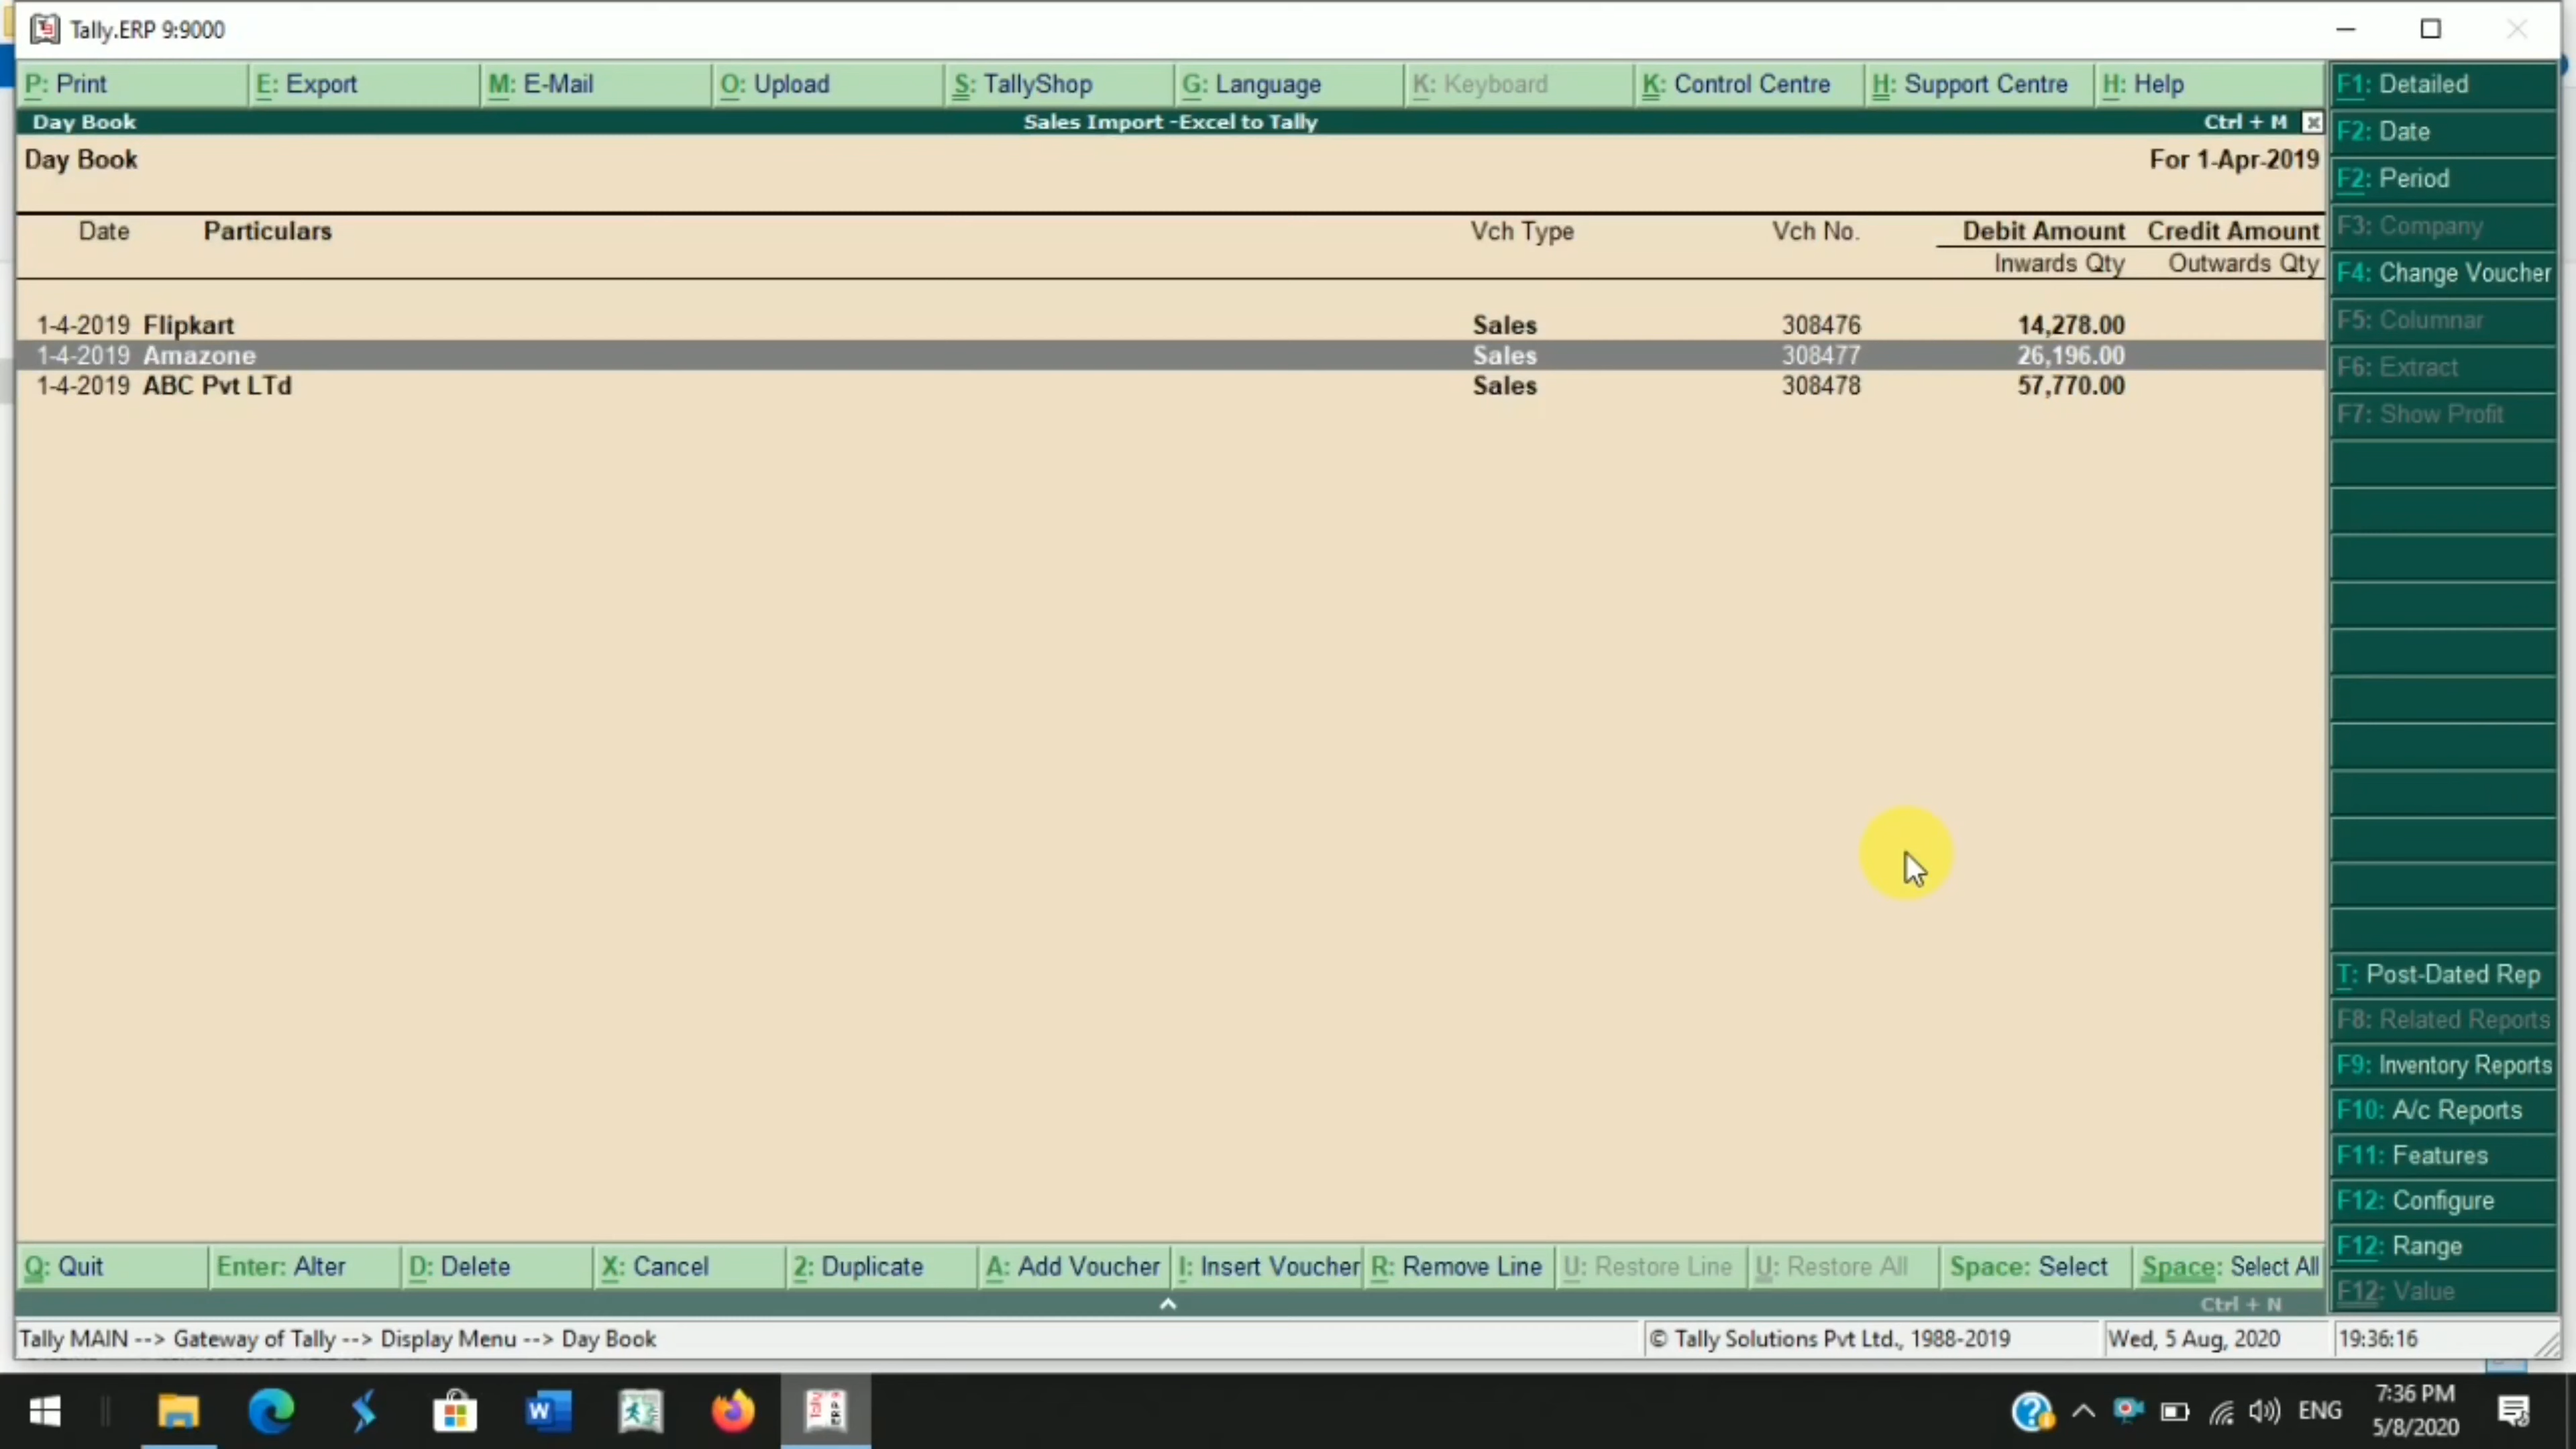 Tally.ERP 9:9000
P: Print E: Export M: E-Mail O: Upload S: TallyShop G: Language K: Keyboard K: Control Centre H: Support Centre H: Help
Day Book Sales Import -Excel to Tally Ctrl + M
Day Book For 1-Apr-2019
Date Particulars Vch Type Vch No. Debit Amount Credit Amount
Inwards Qty Outwards Qty
1-4-2019 Flipkart Sales 308476 14,278.00
1-4-2019 Amazone Sales 308477 26,196.00
1-4-2019 ABC Pvt LTd Sales 308478 57,770.00
F1: Detailed
F2: Date
F2: Period
F3: Company
F4: Change Voucher
F5: Columnar
F6: Extract
F7: Show Profit
T: Post-Dated Rep
F8: Related Reports
F9: Inventory Reports
F10: A/c Reports
F11: Features
F12: Configure
F12: Range
F12: Value
Q: Quit Enter: Alter D: Delete X: Cancel 2: Duplicate A: Add Voucher I: Insert Voucher R: Remove Line U: Restore Line U: Restore All Space: Select Space: Select All
Ctrl + N
Tally MAIN --> Gateway of Tally --> Display Menu --> Day Book © Tally Solutions Pvt Ltd., 1988-2019 Wed, 5 Aug, 2020 19:36:16
ENG 7:36 PM
5/8/2020